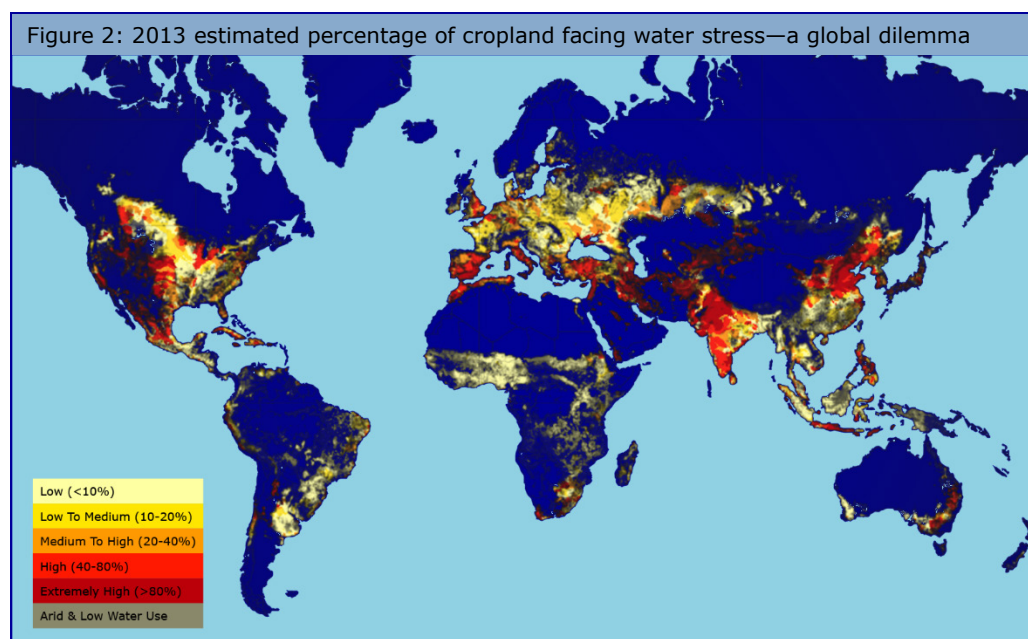 Figure 2: 2013 estimated percentage of cropland facing water stress—a global dilemma
Low (<10%)
Low To Medium (10-20%)
Medium To High (20-40%)
High (40-80%)
Extremely High (>80%)
Arid & Low Water Use